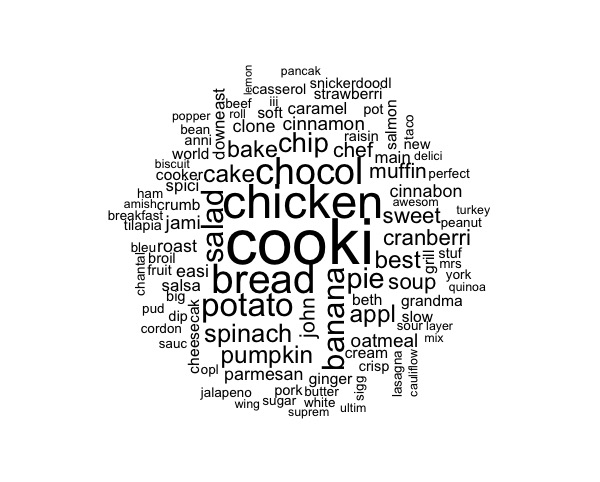 lemon
pancak
casserol
snickerdoodl
strawberri
beef
iii
downeast
popper
roll
soft
caramel
pot
salmon
taco
bean
clone
cinnamon
anni
raisin
new
world
bake
chip
chef
main
delici
biscuit
cooker
cake
chocol
muffin
perfect
spici
ham
cinnabon
amish
crumb
chicken
awesom
breakfast
jami
salad
sweet
turkey
tilapia
peanut
cooki
cranberri
bleu
roast
best
grill
stuf
broil
mrs
chantal
fruit
easi
bread
banana
pie
soup
york
salsa
quinoa
big
potato
john
beth
grandma
pud
dip
appl
slow
cordon
cheesecak
spinach
sour
layer
sauc
oatmeal
mix
pumpkin
cream
copl
parmesan
ginger
crisp
lasagna
cauliflow
jalapeno
pork
butter
sigg
wing
sugar
white
suprem
ultim